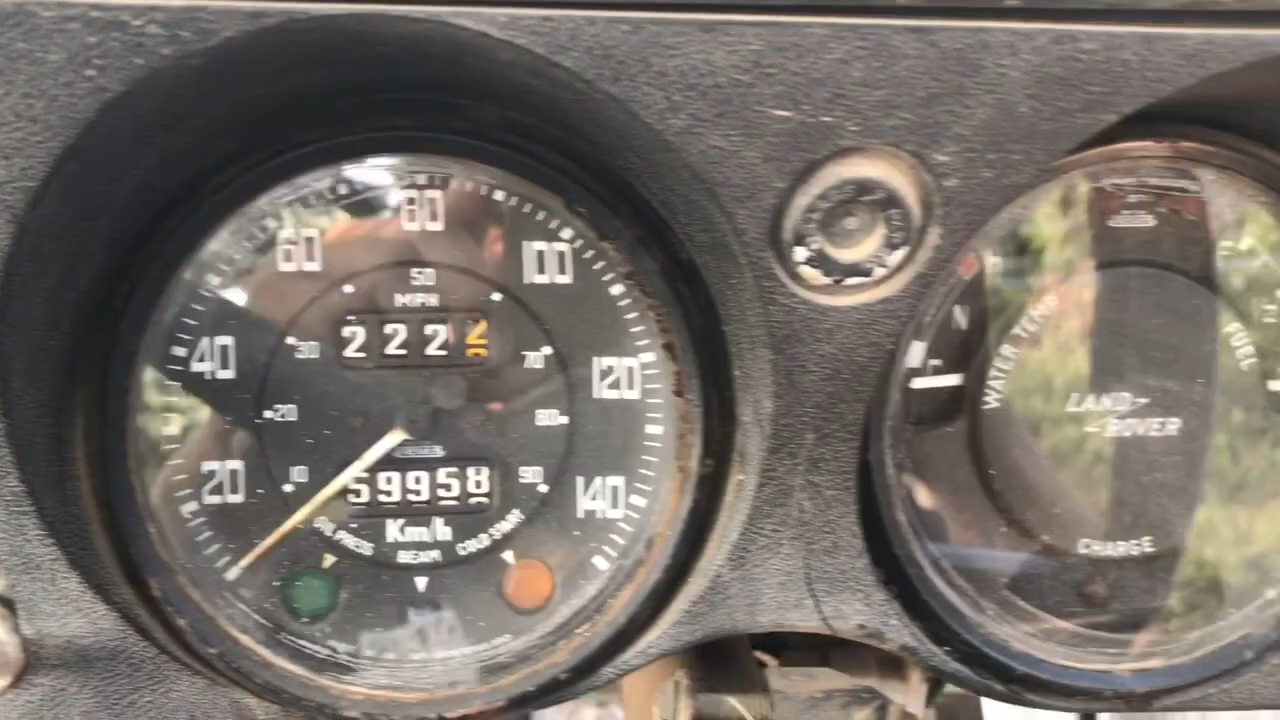 80
60
100
50
MPH
2222
40
30
70
120
20
80
20
10
59958
90
140
Km/h
OIL PRESS
BEAM
COLD START
N
WATER TEMP
FUEL
LAND-
-ROVER
CHARGE